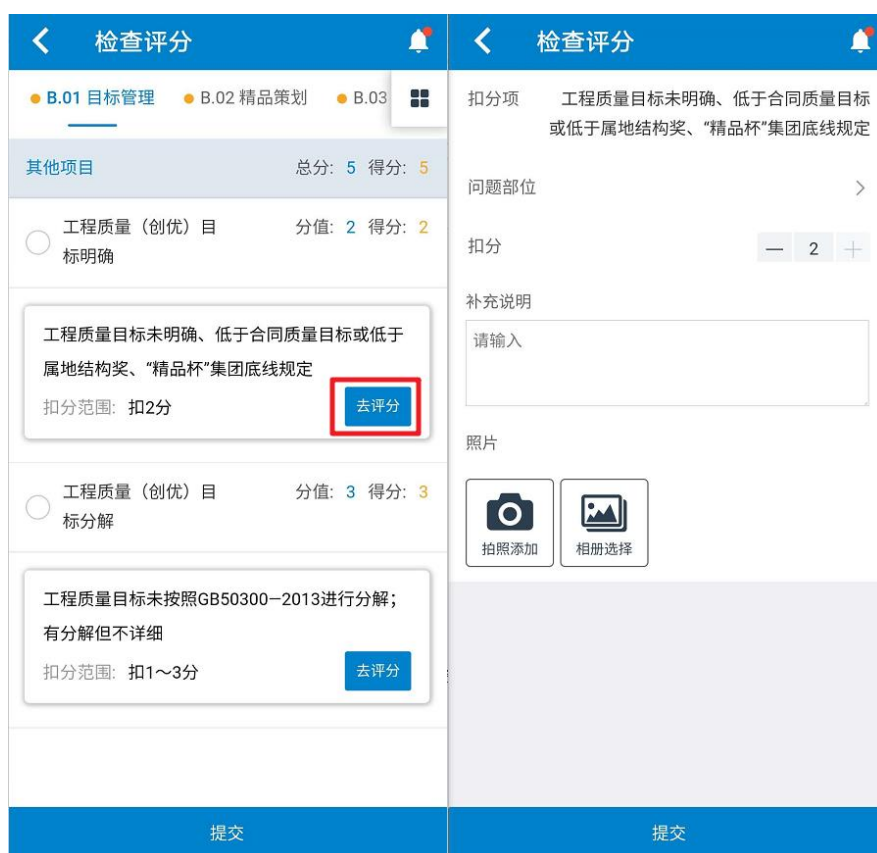 检查评分
B.01 目标管理 B.02 精品策划 B.03
其他项目 总分: 5 得分: 5
工程质量（创优）目 分值: 2 得分: 2
标明确
工程质量目标未明确、低于合同质量目标或低于
属地结构奖、“精品杯”集团底线规定
扣分范围: 扣2分 去评分
工程质量（创优）目 分值: 3 得分: 3
标分解
工程质量目标未按照GB50300—2013进行分解；
有分解但不详细
扣分范围: 扣1～3分 去评分
提交
检查评分
扣分项 工程质量目标未明确、低于合同质量目标
或低于属地结构奖、“精品杯”集团底线规定
问题部位
扣分 — 2 +
补充说明
请输入
照片
拍照添加 相册选择
提交